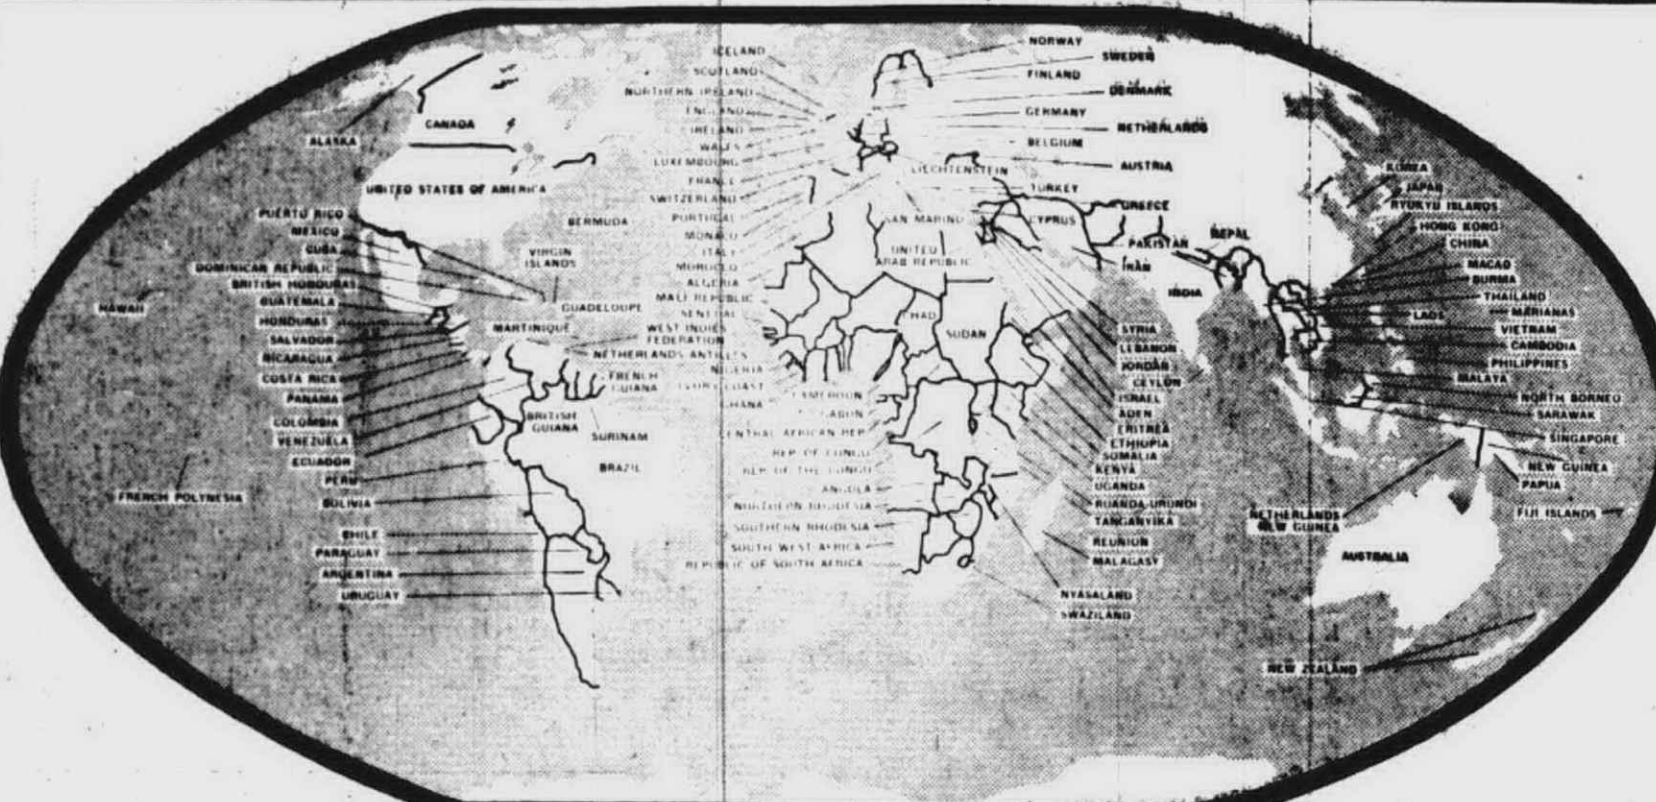 ICELAND
SCOTLAND
NORTHERN IRELAND
ENGLAND
IRELAND
WALES
LUXEMBOURG
FRANCE
SWITZERLAND
PORTUGAL
MONACO
ITALY
MOROCCO
ALGERIA
MALI REPUBLIC
SENEGAL
WEST INDIES
FEDERATION
NETHERLANDS ANTILLES
NIGERIA
IVORY COAST
GHANA
CAMEROON
GABON
CENTRAL AFRICAN REP.
REP. OF CONGO
REP. OF THE CONGO
ANGOLA
NORTHERN RHODESIA
SOUTHERN RHODESIA
SOUTH WEST AFRICA
REPUBLIC OF SOUTH AFRICA
NORWAY
SWEDEN
FINLAND
DENMARK
GERMANY
NETHERLANDS
BELGIUM
AUSTRIA
LIECHTENSTEIN
TURKEY
GREECE
SAN MARINO
CYPRUS
UNITED
ARAB REPUBLIC
PAKISTAN
NEPAL
IRAN
INDIA
CHAD
SUDAN
SYRIA
LEBANON
JORDAN
CEYLON
ISRAEL
ADEN
ERITREA
ETHIOPIA
SOMALIA
KENYA
UGANDA
RUANDA-URUNDI
TANGANYIKA
REUNION
MALAGASY
NYASALAND
SWAZILAND
ALASKA
CANADA
UNITED STATES OF AMERICA
PUERTO RICO
MEXICO
CUBA
DOMINICAN REPUBLIC
BRITISH HONDURAS
GUATEMALA
HONDURAS
SALVADOR
NICARAGUA
COSTA RICA
PANAMA
COLOMBIA
VENEZUELA
ECUADOR
PERU
BOLIVIA
CHILE
PARAGUAY
ARGENTINA
URUGUAY
HAWAII
FRENCH POLYNESIA
BERMUDA
VIRGIN
ISLANDS
GUADELOUPE
MARTINIQUE
FRENCH
GUIANA
BRITISH
GUIANA
SURINAM
BRAZIL
KOREA
JAPAN
RYUKYU ISLANDS
HONG KONG
CHINA
MACAO
BURMA
THAILAND
MARIANAS
LAOS
VIETNAM
CAMBODIA
PHILIPPINES
MALAYA
NORTH BORNEO
SARAWAK
SINGAPORE
NEW GUINEA
PAPUA
NETHERLANDS
NEW GUINEA
FIJI ISLANDS
AUSTRALIA
NEW ZEALAND